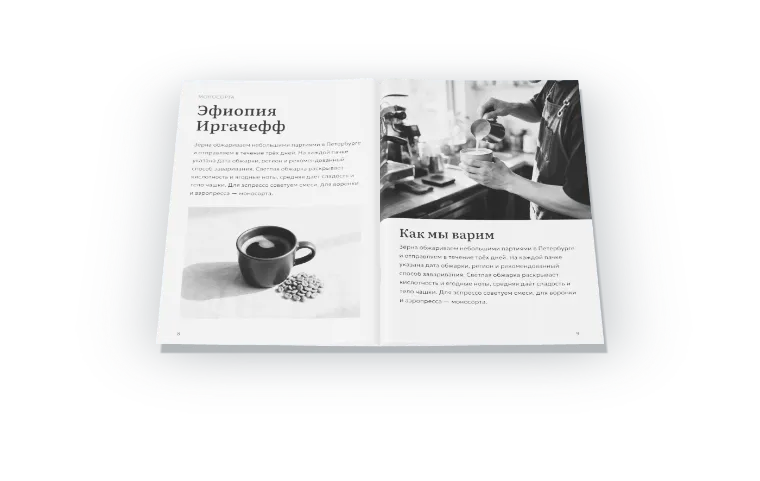 МОНОСОРТА
Эфиопия
Иргачефф
Зерна обжариваем небольшими партиями в Петербурге
и отправляем в течение трёх дней. На каждой пачке
указана дата обжарки, регион и рекомендованный
способ заваривания. Светлая обжарка раскрывает
кислотность и ягодные ноты, средняя даёт сладость и
тело чашки. Для эспрессо советуем смеси, для воронки
и аэропресса — моносорта.
8
Как мы варим
Зерна обжариваем небольшими партиями в Петербурге
и отправляем в течение трёх дней. На каждой пачке
указана дата обжарки, регион и рекомендованный
способ заваривания. Светлая обжарка раскрывает
кислотность и ягодные ноты, средняя даёт сладость и
тело чашки. Для эспрессо советуем смеси, для воронки
и аэропресса — моносорта.
9